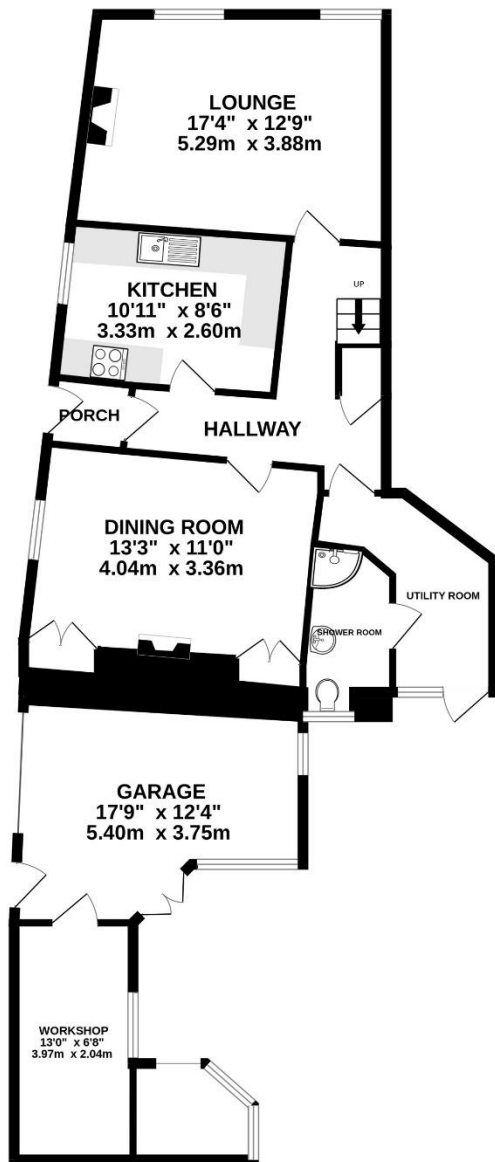 LOUNGE
17'4" x 12'9"
5.29m x 3.88m
UP
KITCHEN
10'11" x 8'6"
3.33m x 2.60m
PORCH
HALLWAY
DINING ROOM
13'3" x 11'0"
4.04m x 3.36m
UTILITY ROOM
SHOWER ROOM
GARAGE
17'9" x 12'4"
5.40m x 3.75m
WORKSHOP
13'0" x 6'8"
3.97m x 2.04m